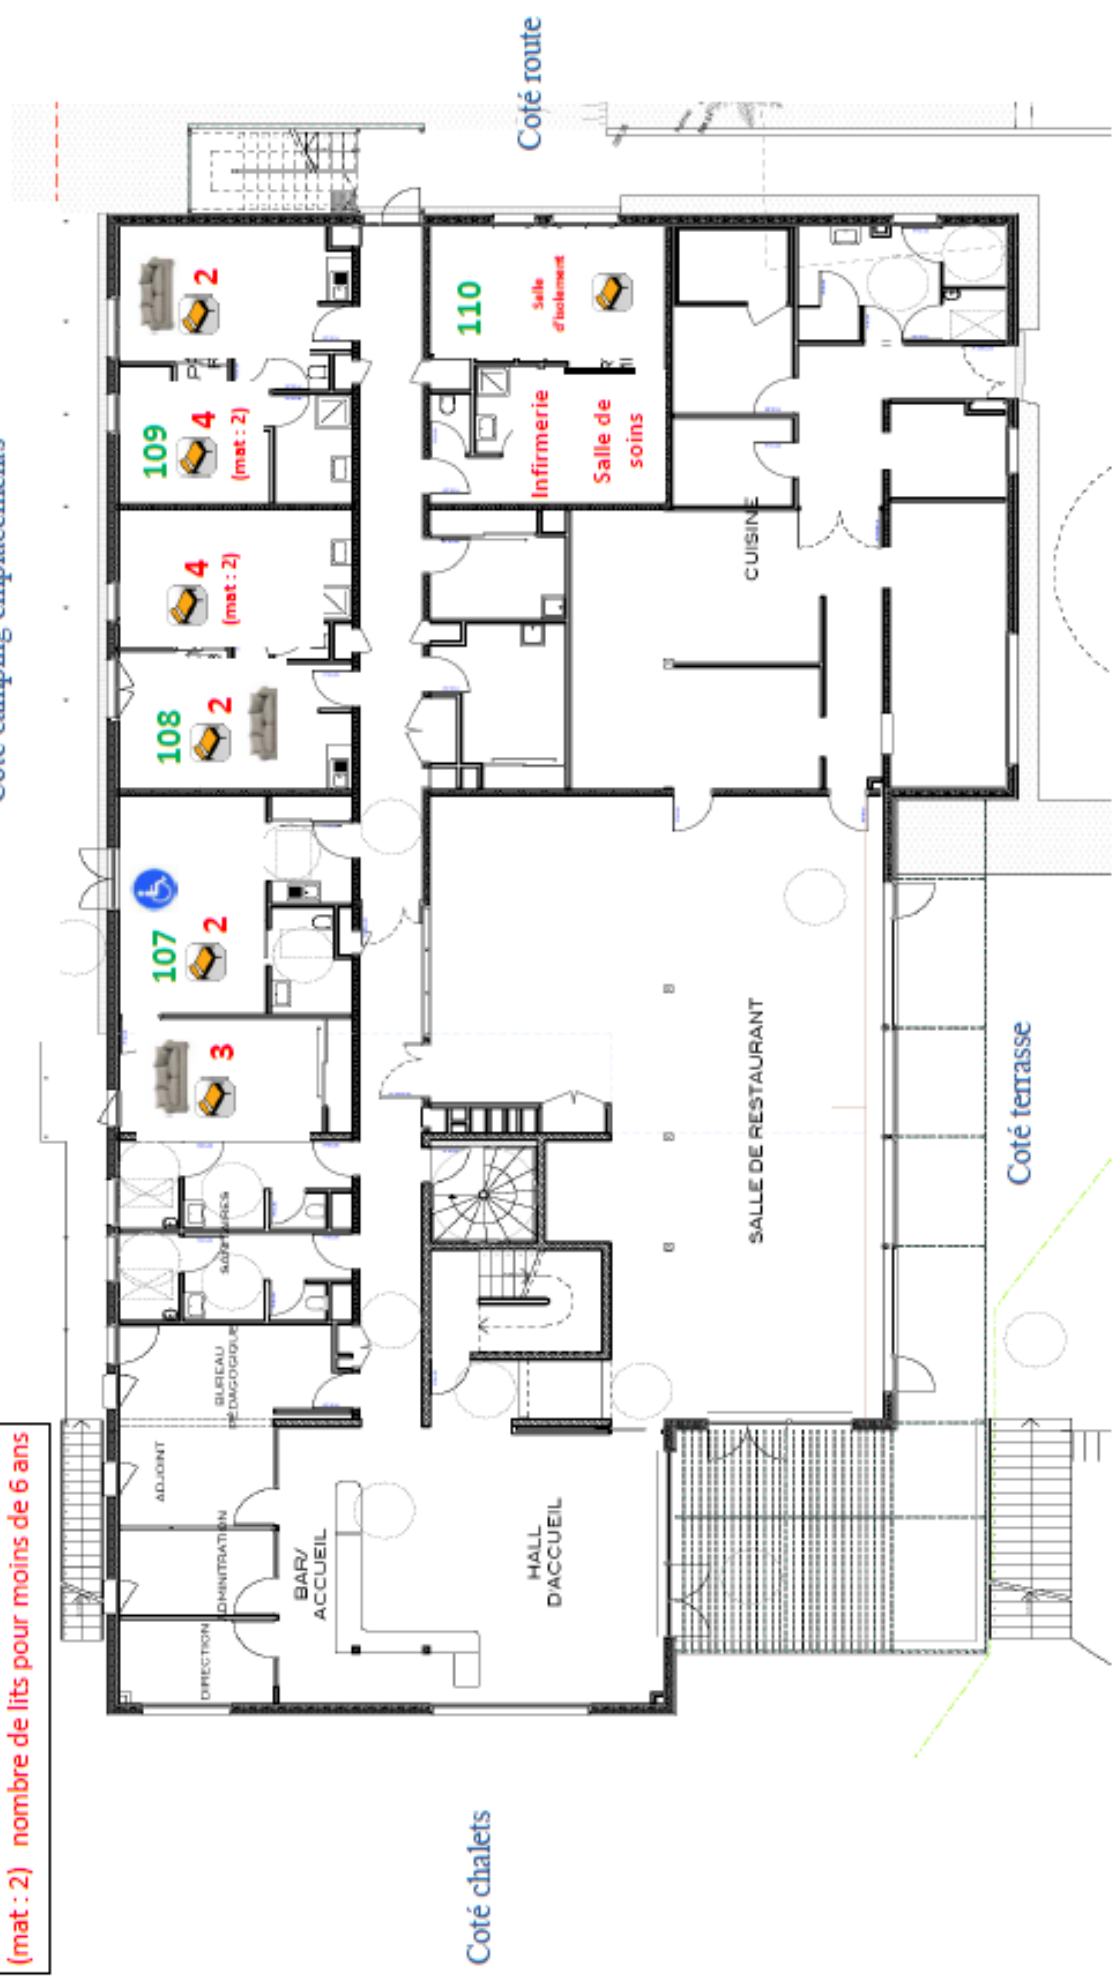 (mat : 2) nombre de lits pour moins de 6 ans
Coté route
Coté chalets
Coté terrasse
107
2
3
108
2
4
(mat : 2)
109
4
(mat : 2)
2
110
Salle
d'isolement
Infirmerie
Salle de
soins
CUISINE
SALLE DE RESTAURANT
SANITAIRES
BUREAU
PÉDAGOGIQUE
ADJOINT
ADMINITRATION
DIRECTION
BAR/
ACCUEIL
HALL
D'ACCUEIL